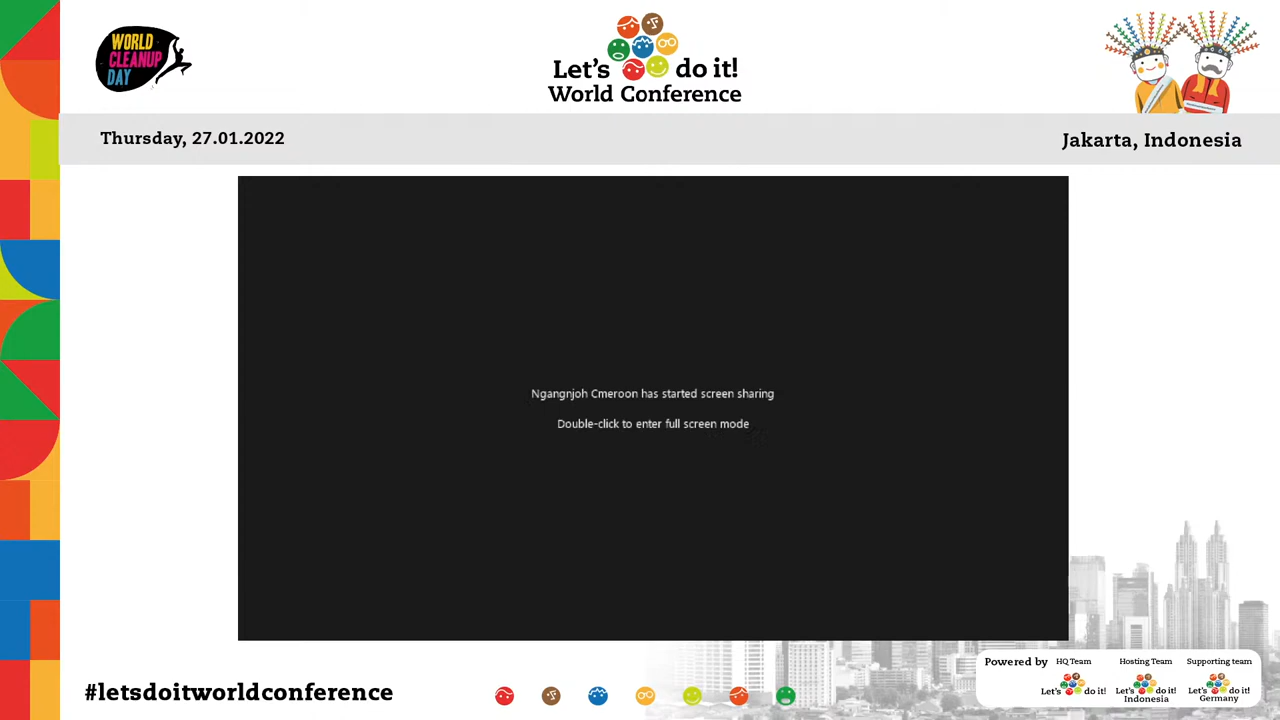 WORLD
CLEANUP
DAY
Let's do it!
World Conference
Thursday, 27.01.2022
Jakarta, Indonesia
Ngangnjoh Cmeroon has started screen sharing
Double-click to enter full screen mode
#letsdoitworldconference
Powered by
HQ Team
Hosting Team
Supporting team
Let's do it!
Let's do it!
Indonesia
Let's do it!
Germany